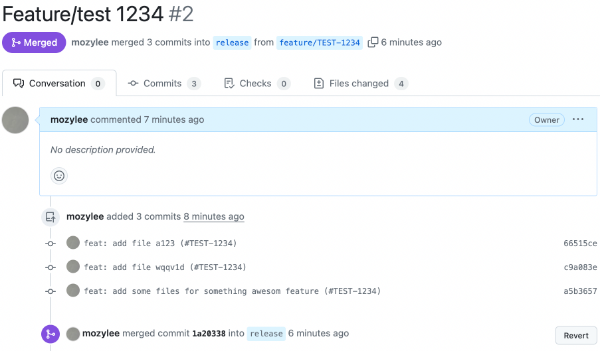 Feature/test 1234 #2
Merged mozylee merged 3 commits into release from feature/TEST-1234 6 minutes ago
Conversation 0 Commits 3 Checks 0 Files changed 4
mozylee commented 7 minutes ago Owner ...
No description provided.
mozylee added 3 commits 8 minutes ago
feat: add file a123 (#TEST-1234) 66515ce
feat: add file wqqv1d (#TEST-1234) c9a083e
feat: add some files for something awesom feature (#TEST-1234) a5b3657
mozylee merged commit 1a20338 into release 6 minutes ago Revert